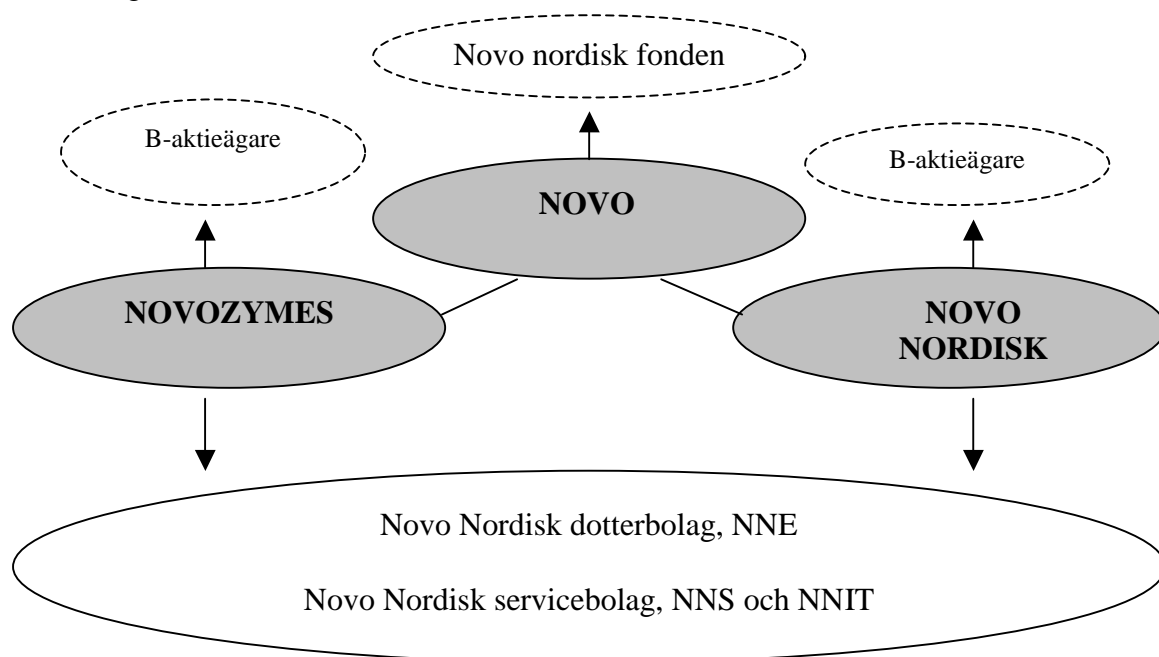 Novo nordisk fonden
B-aktieägare
B-aktieägare
NOVO
NOVOZYMES
NOVO
NORDISK
Novo Nordisk dotterbolag, NNE
Novo Nordisk servicebolag, NNS och NNIT